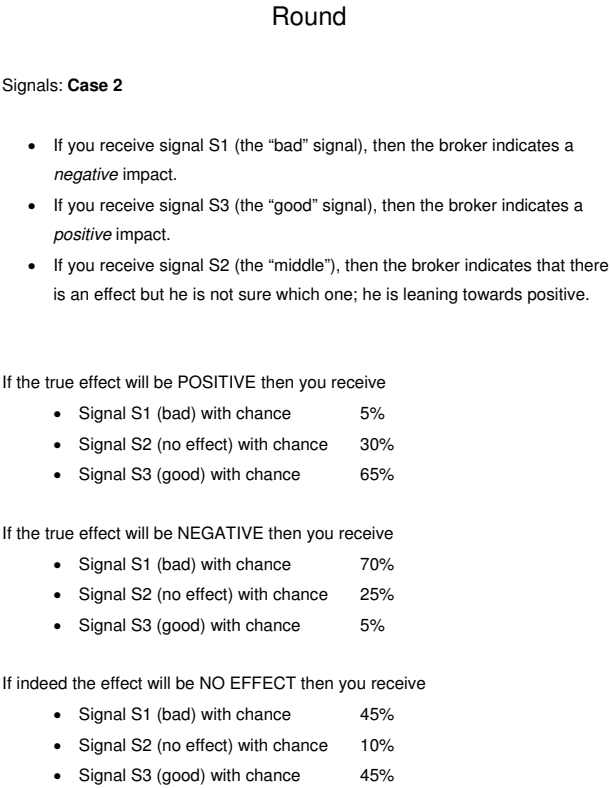 Round
Signals: Case 2
• If you receive signal S1 (the “bad” signal), then the broker indicates a
negative impact.
• If you receive signal S3 (the “good” signal), then the broker indicates a
positive impact.
• If you receive signal S2 (the “middle”), then the broker indicates that there
is an effect but he is not sure which one; he is leaning towards positive.
If the true effect will be POSITIVE then you receive
• Signal S1 (bad) with chance 5%
• Signal S2 (no effect) with chance 30%
• Signal S3 (good) with chance 65%
If the true effect will be NEGATIVE then you receive
• Signal S1 (bad) with chance 70%
• Signal S2 (no effect) with chance 25%
• Signal S3 (good) with chance 5%
If indeed the effect will be NO EFFECT then you receive
• Signal S1 (bad) with chance 45%
• Signal S2 (no effect) with chance 10%
• Signal S3 (good) with chance 45%